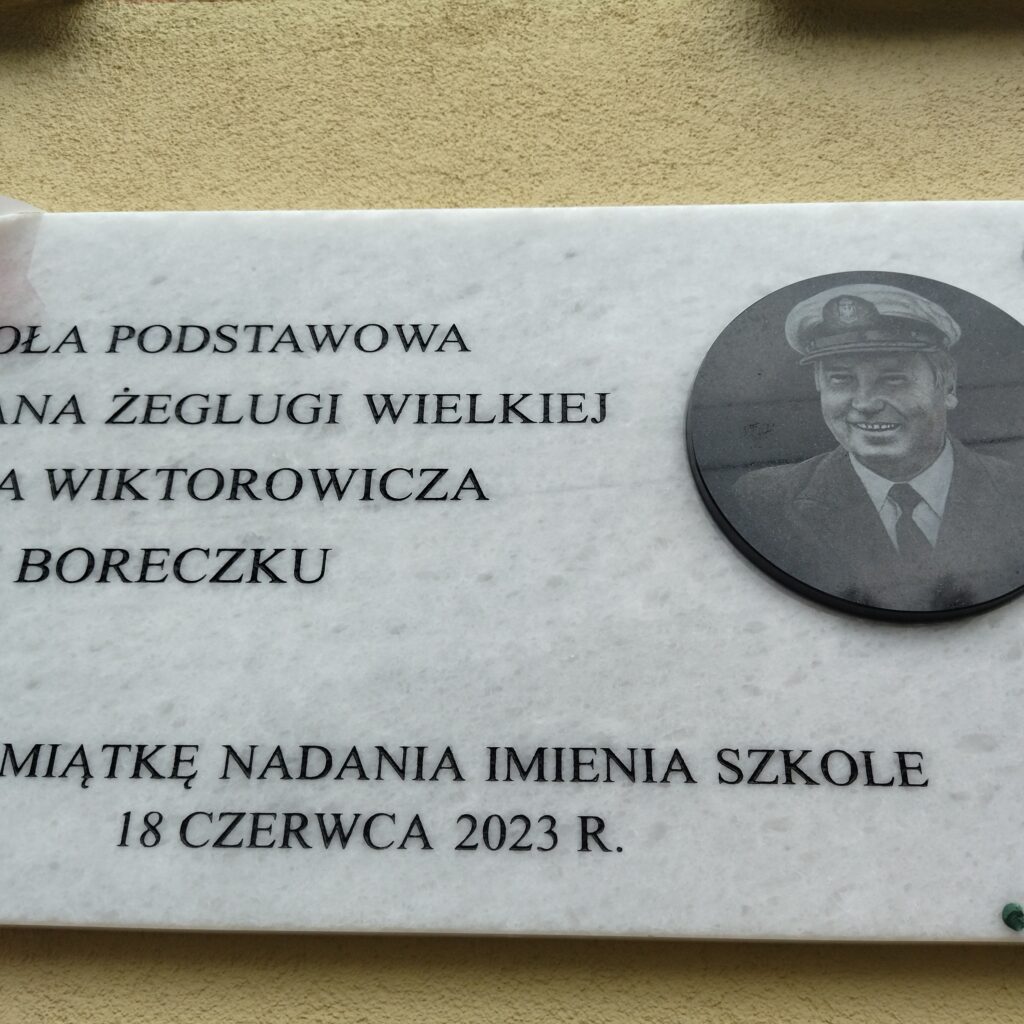 OŁA PODSTAWOWA
ANA ŻEGLUGI WIELKIEJ
A WIKTOROWICZA
BORECZKU
MIĄTKĘ NADANIA IMIENIA SZKOLE
18 CZERWCA 2023 R.